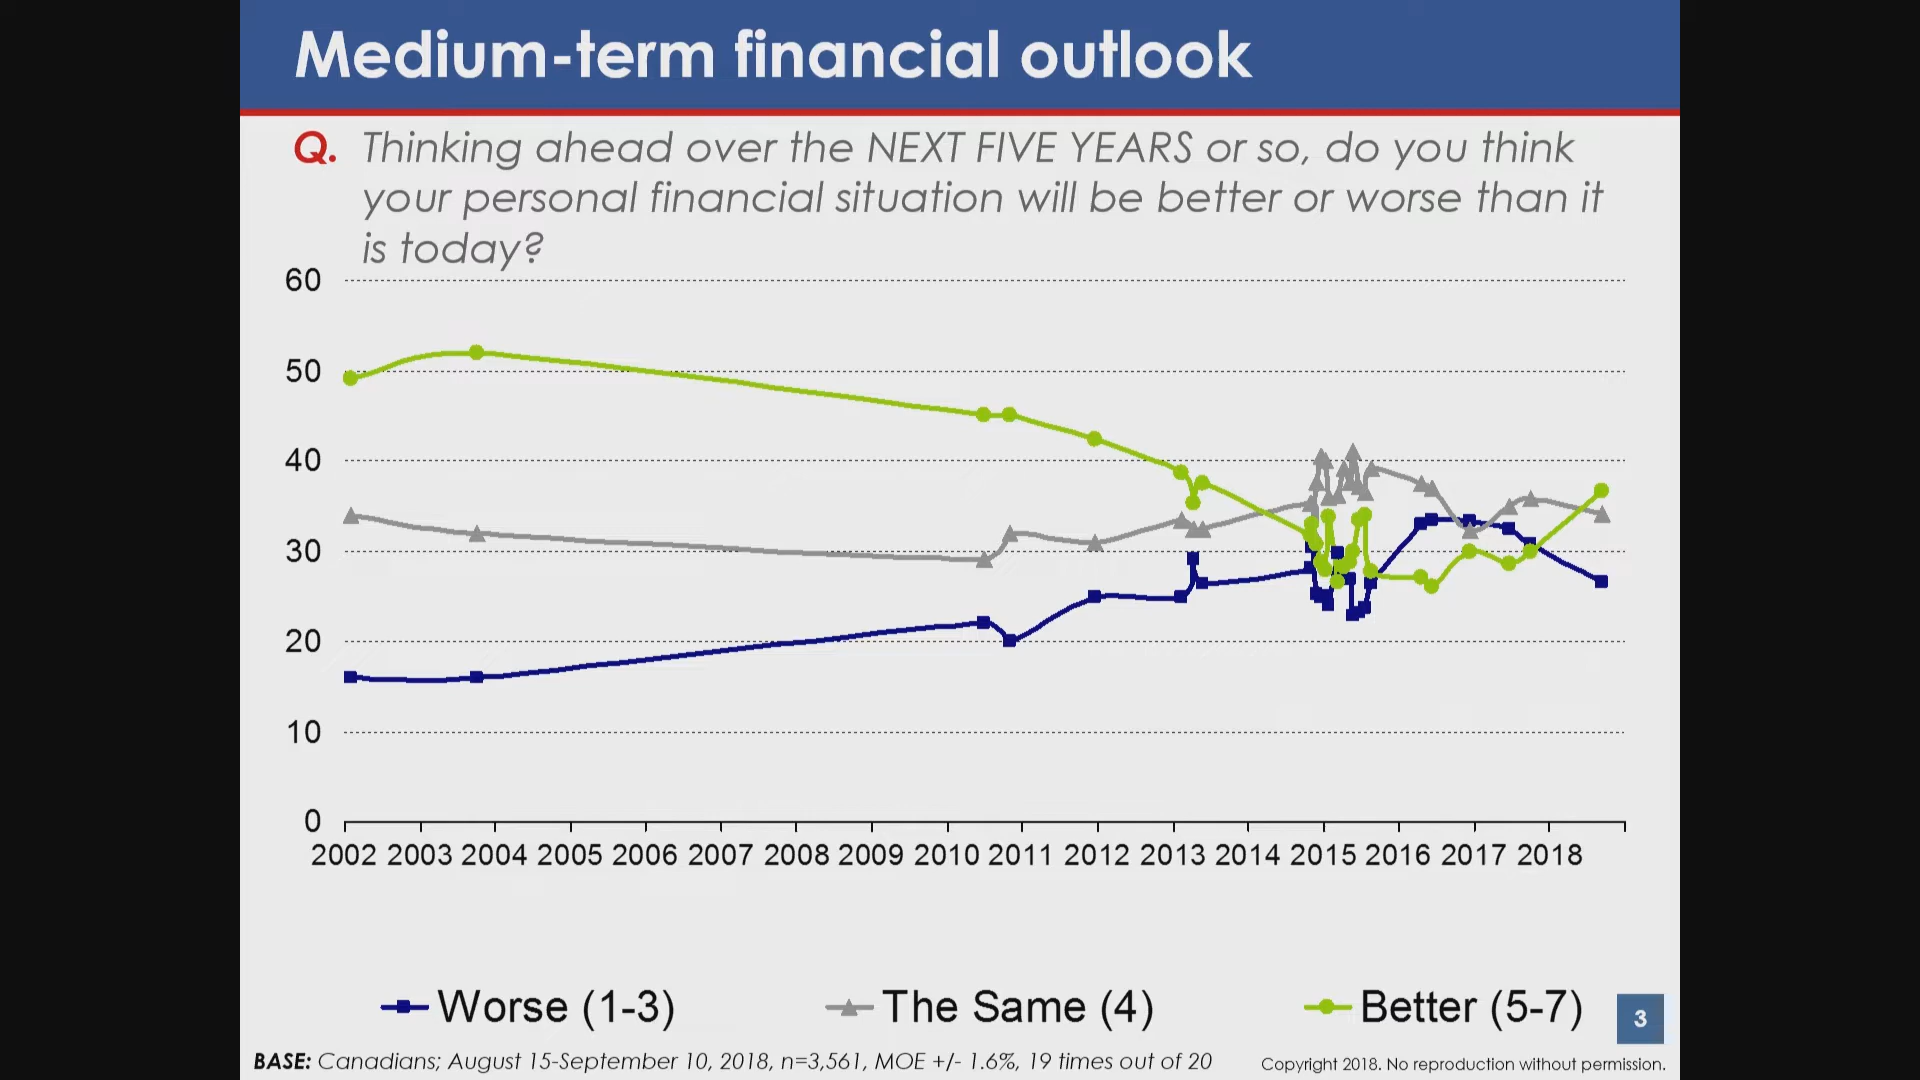 Medium-term financial outlook
Q. Thinking ahead over the NEXT FIVE YEARS or so, do you think
your personal financial situation will be better or worse than it
is today?
60
50
40
30
20
10
0
2002 2003 2004 2005 2006 2007 2008 2009 2010 2011 2012 2013 2014 2015 2016 2017 2018
Worse (1-3) The Same (4) Better (5-7)
3
BASE: Canadians; August 15-September 10, 2018, n=3,561, MOE +/- 1.6%, 19 times out of 20
Copyright 2018. No reproduction without permission.